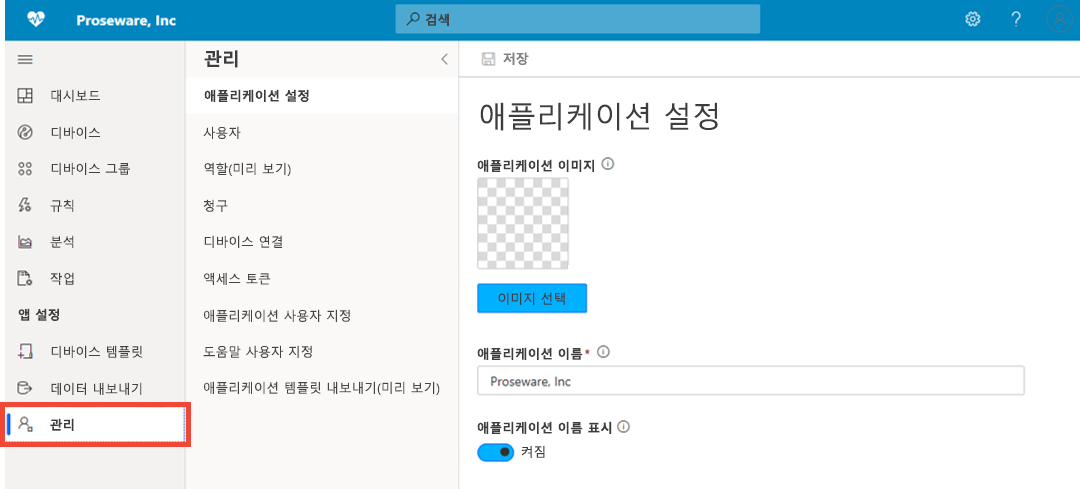 Proseware, Inc
검색
?
대시보드
디바이스
디바이스 그룹
규칙
분석
작업
앱 설정
디바이스 템플릿
데이터 내보내기
관리
관리
애플리케이션 설정
사용자
역할(미리 보기)
청구
디바이스 연결
액세스 토큰
애플리케이션 사용자 지정
도움말 사용자 지정
애플리케이션 템플릿 내보내기(미리 보기)
저장
애플리케이션 설정
애플리케이션 이미지
이미지 선택
애플리케이션 이름*
Proseware, Inc
애플리케이션 이름 표시
켜짐